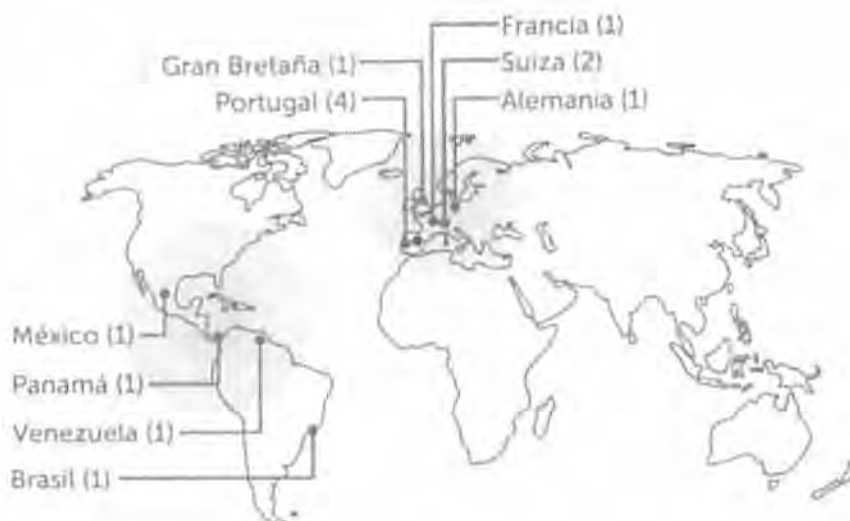 Francia (1)
Gran Bretaña (1)
Suiza (2)
Portugal (4)
Alemania (1)
México (1)
Panamá (1)
Venezuela (1)
Brasil (1)